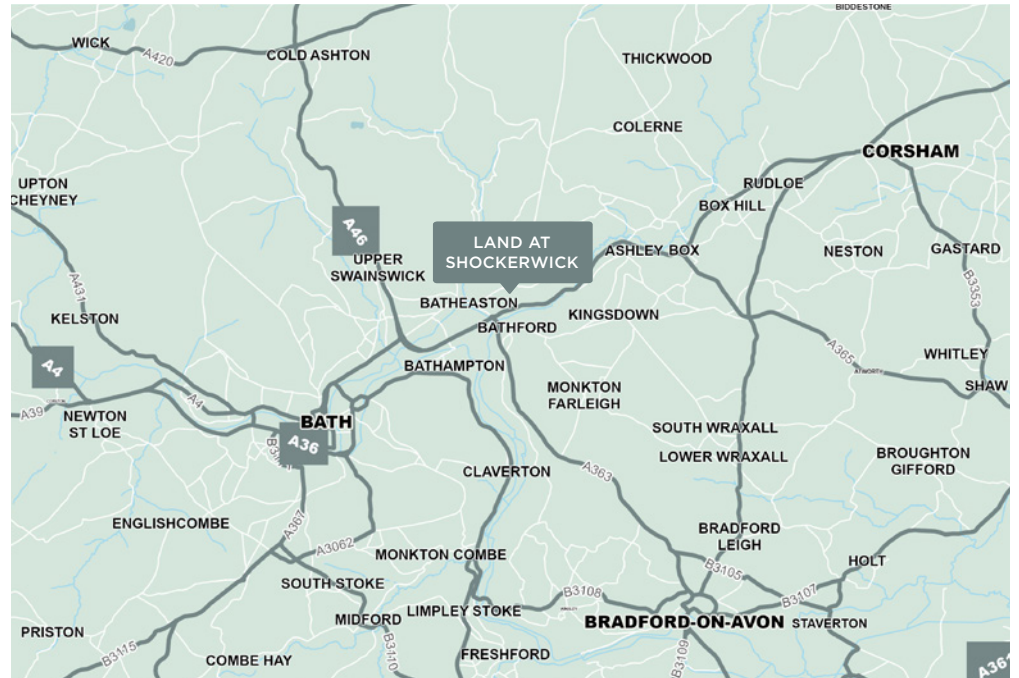 BIDDESTONE
WICK
A420
COLD ASHTON
THICKWOOD
COLERNE
CORSHAM
UPTON
CHEYNEY
RUDLOE
BOX HILL
A46
LAND AT
SHOCKERWICK
UPPER
SWAINSWICK
ASHLEY BOX
NESTON
GASTARD
A431
B3353
BATHEASTON
KELSTON
BATHFORD
KINGSDOWN
A365
WHITLEY
A4
BATHAMPTON
ATWORTH
SHAW
MONKTON
FARLEIGH
A4
A39
NEWTON
ST LOE
BATH
A36
SOUTH WRAXALL
LOWER WRAXALL
BROUGHTON
GIFFORD
CLAVERTON
A363
ENGLISHCOMBE
A367
A3062
BRADFORD
LEIGH
MONKTON COMBE
B3105
HOLT
SOUTH STOKE
B3108
B3107
MIDFORD
LIMPLEY STOKE
BRADFORD-ON-AVON
STAVERTON
PRISTON
B3115
B3110
COMBE HAY
FRESHFORD
B3109
A361